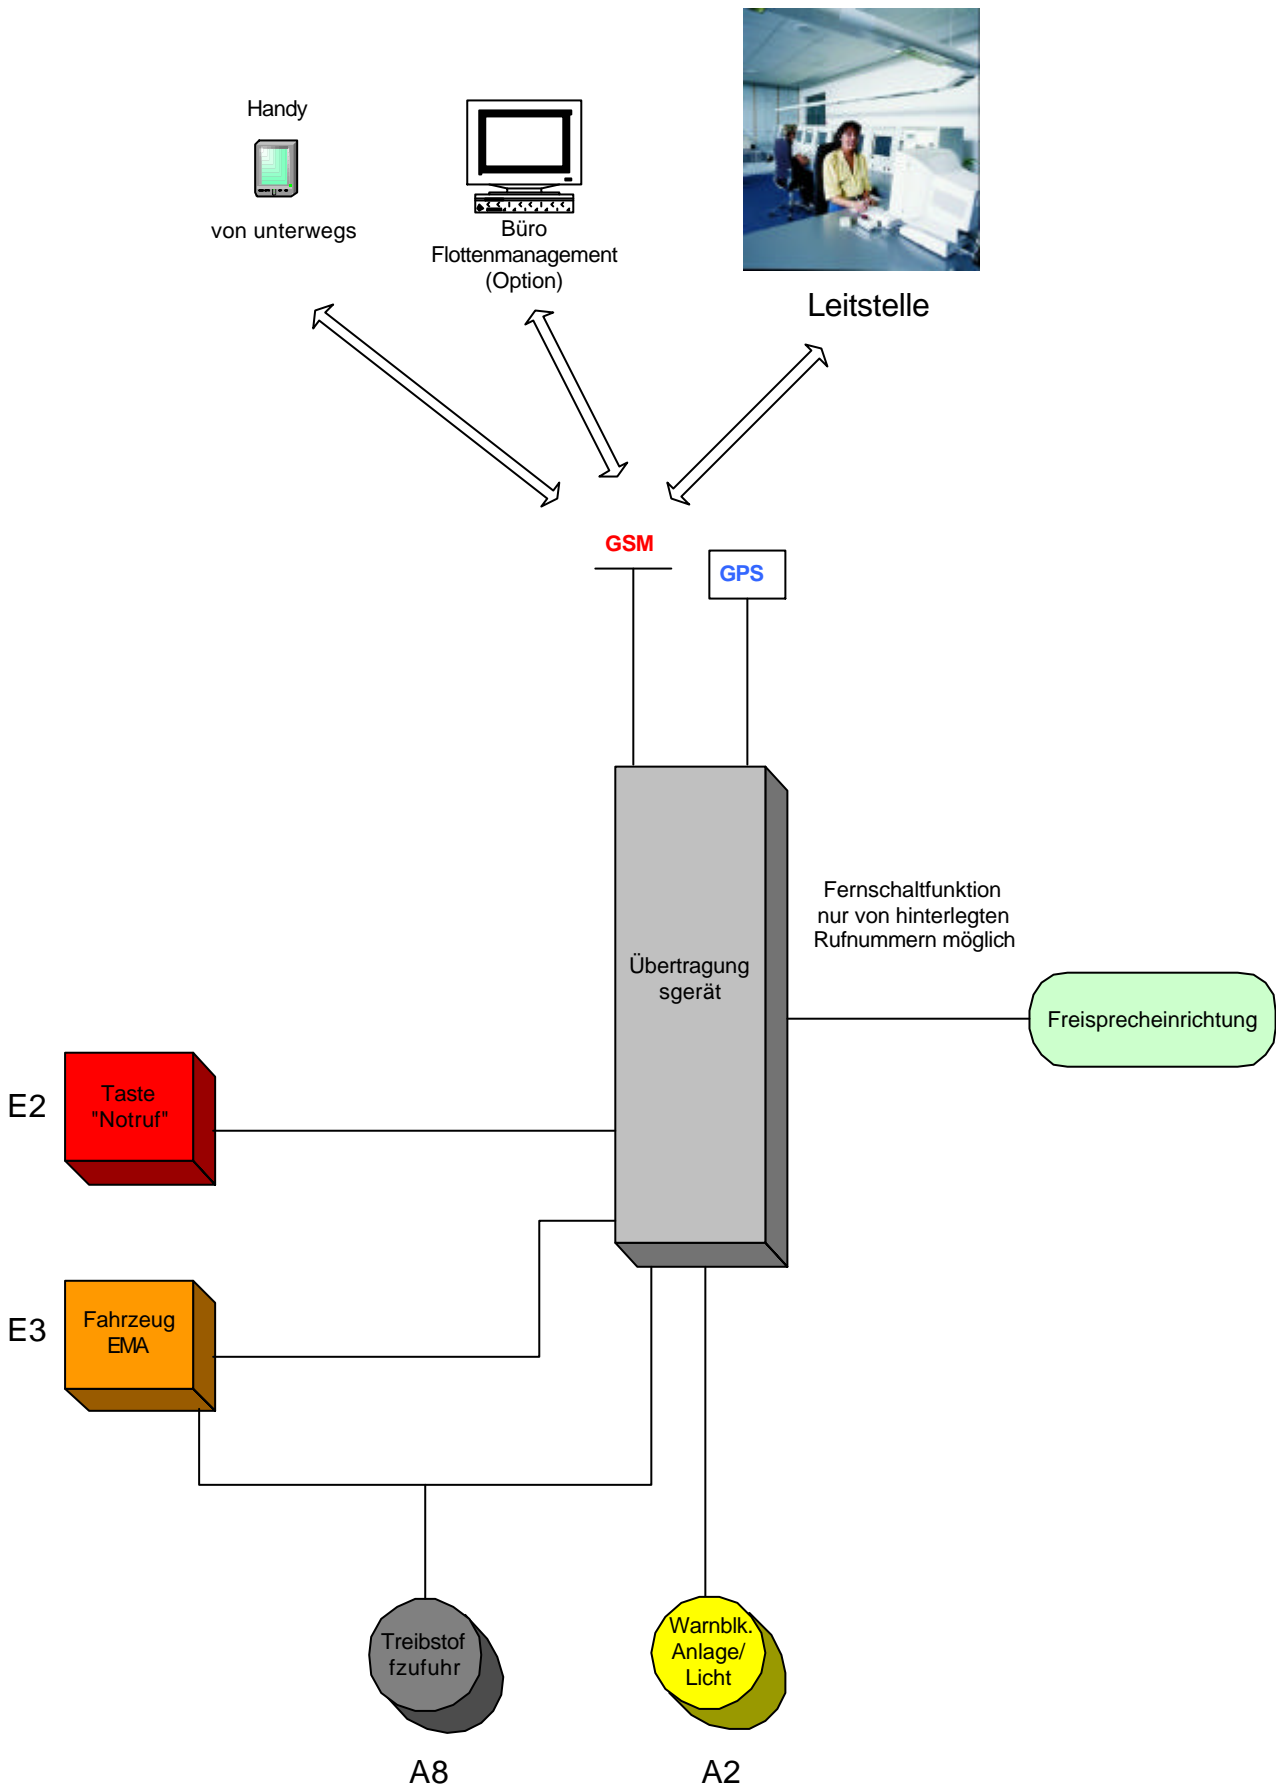 Handy
von unterwegs
Büro
Flottenmanagement
(Option)
Leitstelle
GSM
GPS
Fernschaltfunktion
nur von hinterlegten
Rufnummern möglich
Übertragung
sgerät
Freisprecheinrichtung
E2
Taste
"Notruf"
E3
Fahrzeug
EMA
Treibstof
fzufuhr
Warnblk.
Anlage/
Licht
A8
A2